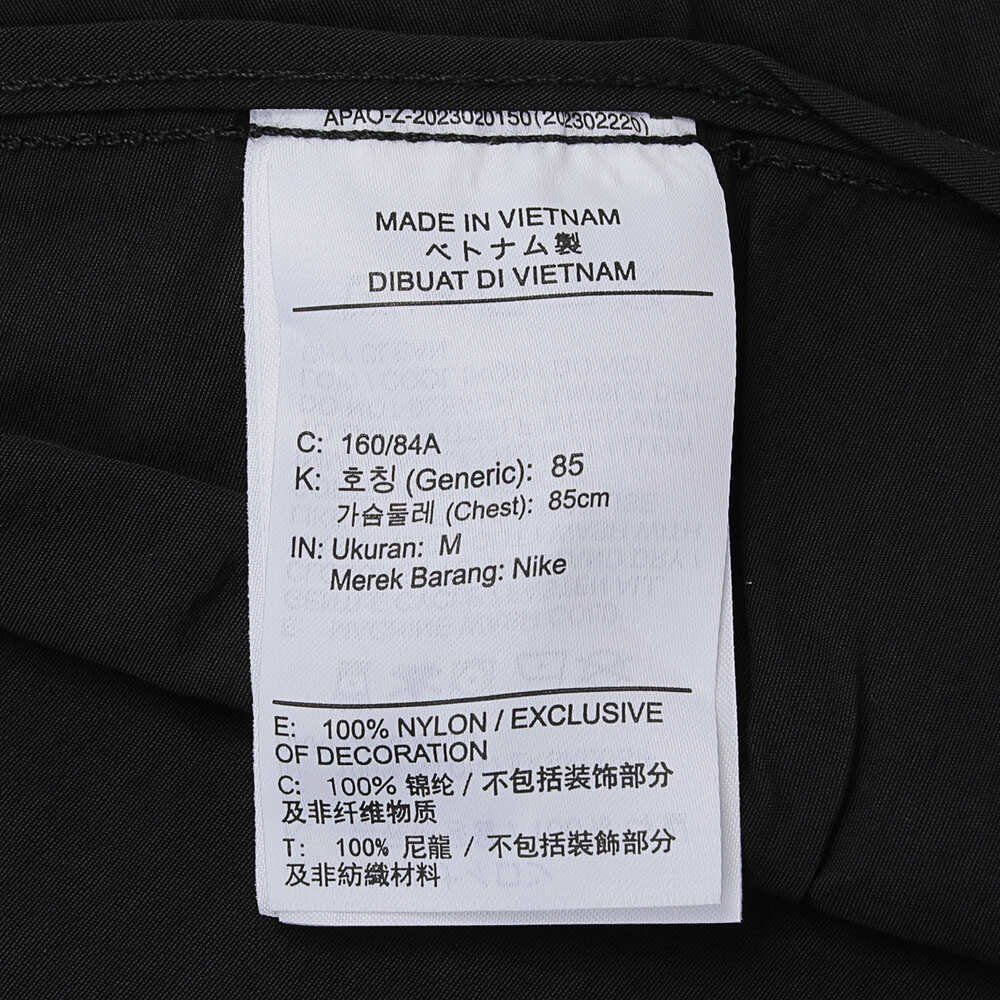 APAO-Z-2023020150(202302220)
MADE IN VIETNAM
ベトナム製
DIBUAT DI VIETNAM
C: 160/84A
K: 호칭 (Generic): 85
가슴둘레 (Chest): 85cm
IN: Ukuran: M
Merek Barang: Nike
E: 100% NYLON / EXCLUSIVE
OF DECORATION
C: 100% 锦纶 / 不包括装饰部分
及非纤维物质
T: 100% 尼龍 / 不包括裝飾部分
及非紡織材料